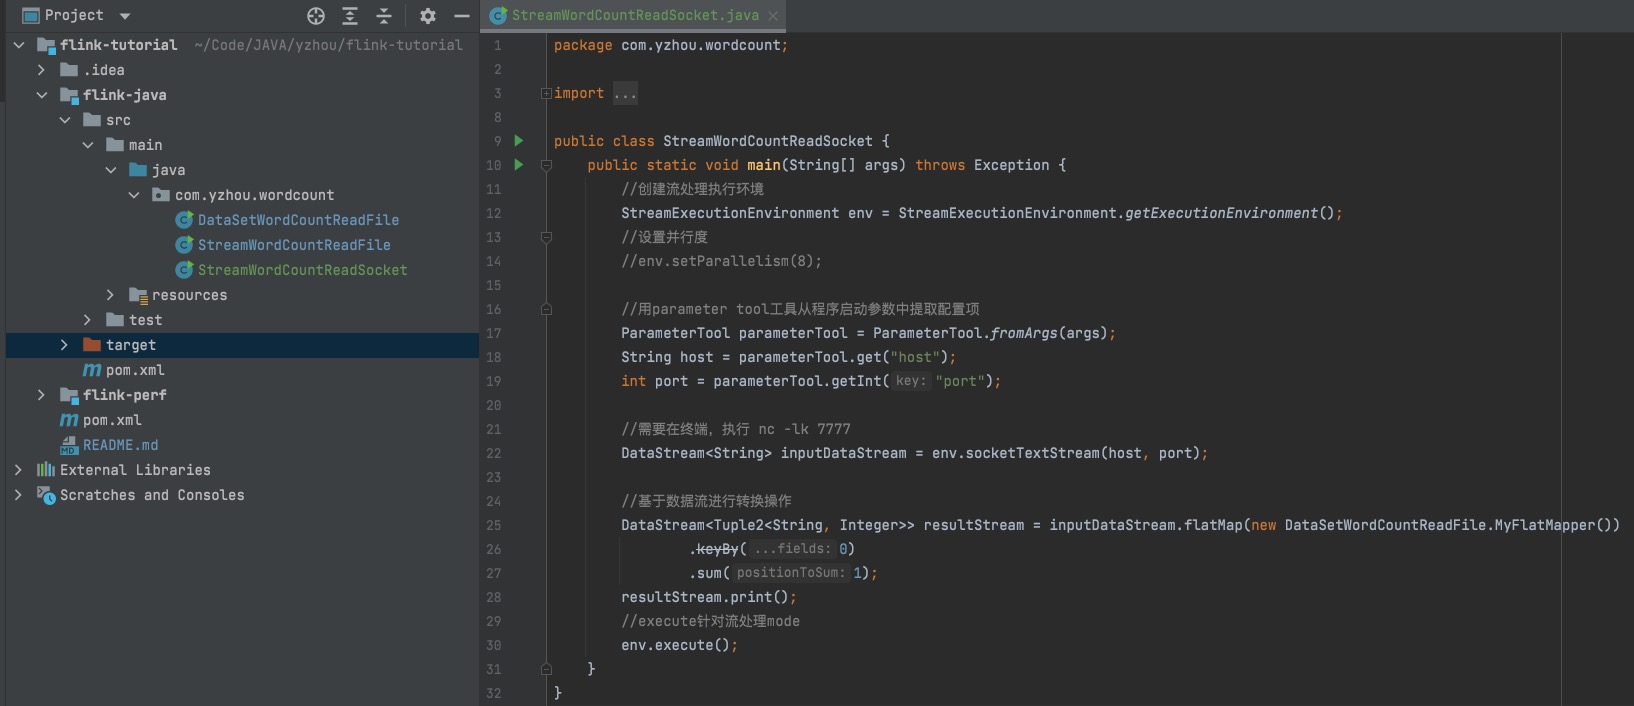 Project
flink-tutorial ~/Code/JAVA/yzhou/flink-tutorial
.idea
flink-java
src
main
java
com.yzhou.wordcount
DataSetWordCountReadFile
StreamWordCountReadFile
StreamWordCountReadSocket
resources
test
target
pom.xml
flink-perf
pom.xml
README.md
External Libraries
Scratches and Consoles
StreamWordCountReadSocket.java
1 package com.yzhou.wordcount;
2
3 import ...
8
9 public class StreamWordCountReadSocket {
10 public static void main(String[] args) throws Exception {
11 //创建流处理执行环境
12 StreamExecutionEnvironment env = StreamExecutionEnvironment.getExecutionEnvironment();
13 //设置并行度
14 //env.setParallelism(8);
15
16 //用parameter tool工具从程序启动参数中提取配置项
17 ParameterTool parameterTool = ParameterTool.fromArgs(args);
18 String host = parameterTool.get("host");
19 int port = parameterTool.getInt( key: "port");
20
21 //需要在终端，执行 nc -lk 7777
22 DataStream<String> inputDataStream = env.socketTextStream(host, port);
23
24 //基于数据流进行转换操作
25 DataStream<Tuple2<String, Integer>> resultStream = inputDataStream.flatMap(new DataSetWordCountReadFile.MyFlatMapper())
26 .keyBy( ...fields: 0)
27 .sum( positionToSum: 1);
28 resultStream.print();
29 //execute针对流处理mode
30 env.execute();
31 }
32 }